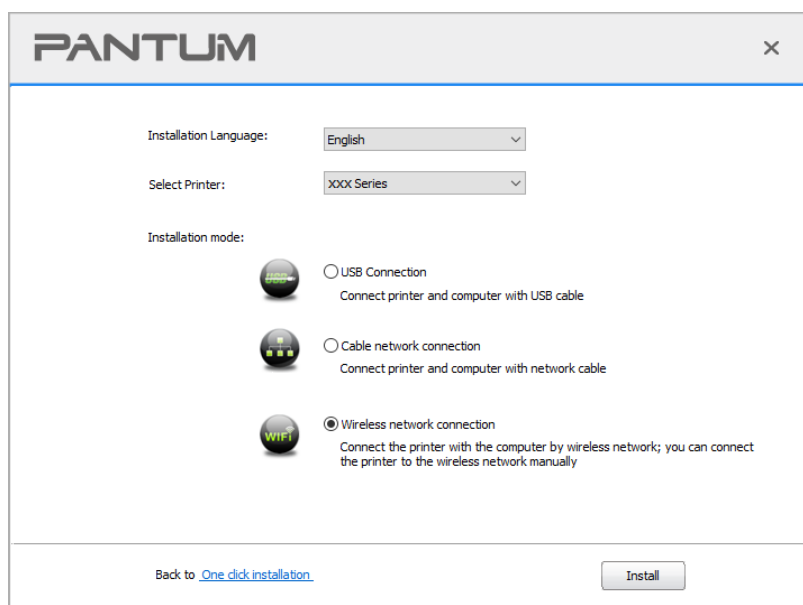 PANTUM
Installation Language:
English
Select Printer:
XXX Series
Installation mode:
USB
USB Connection
Connect printer and computer with USB cable
Cable network connection
Connect printer and computer with network cable
WIFI
Wireless network connection
Connect the printer with the computer by wireless network; you can connect
the printer to the wireless network manually
Back to One click installation
Install